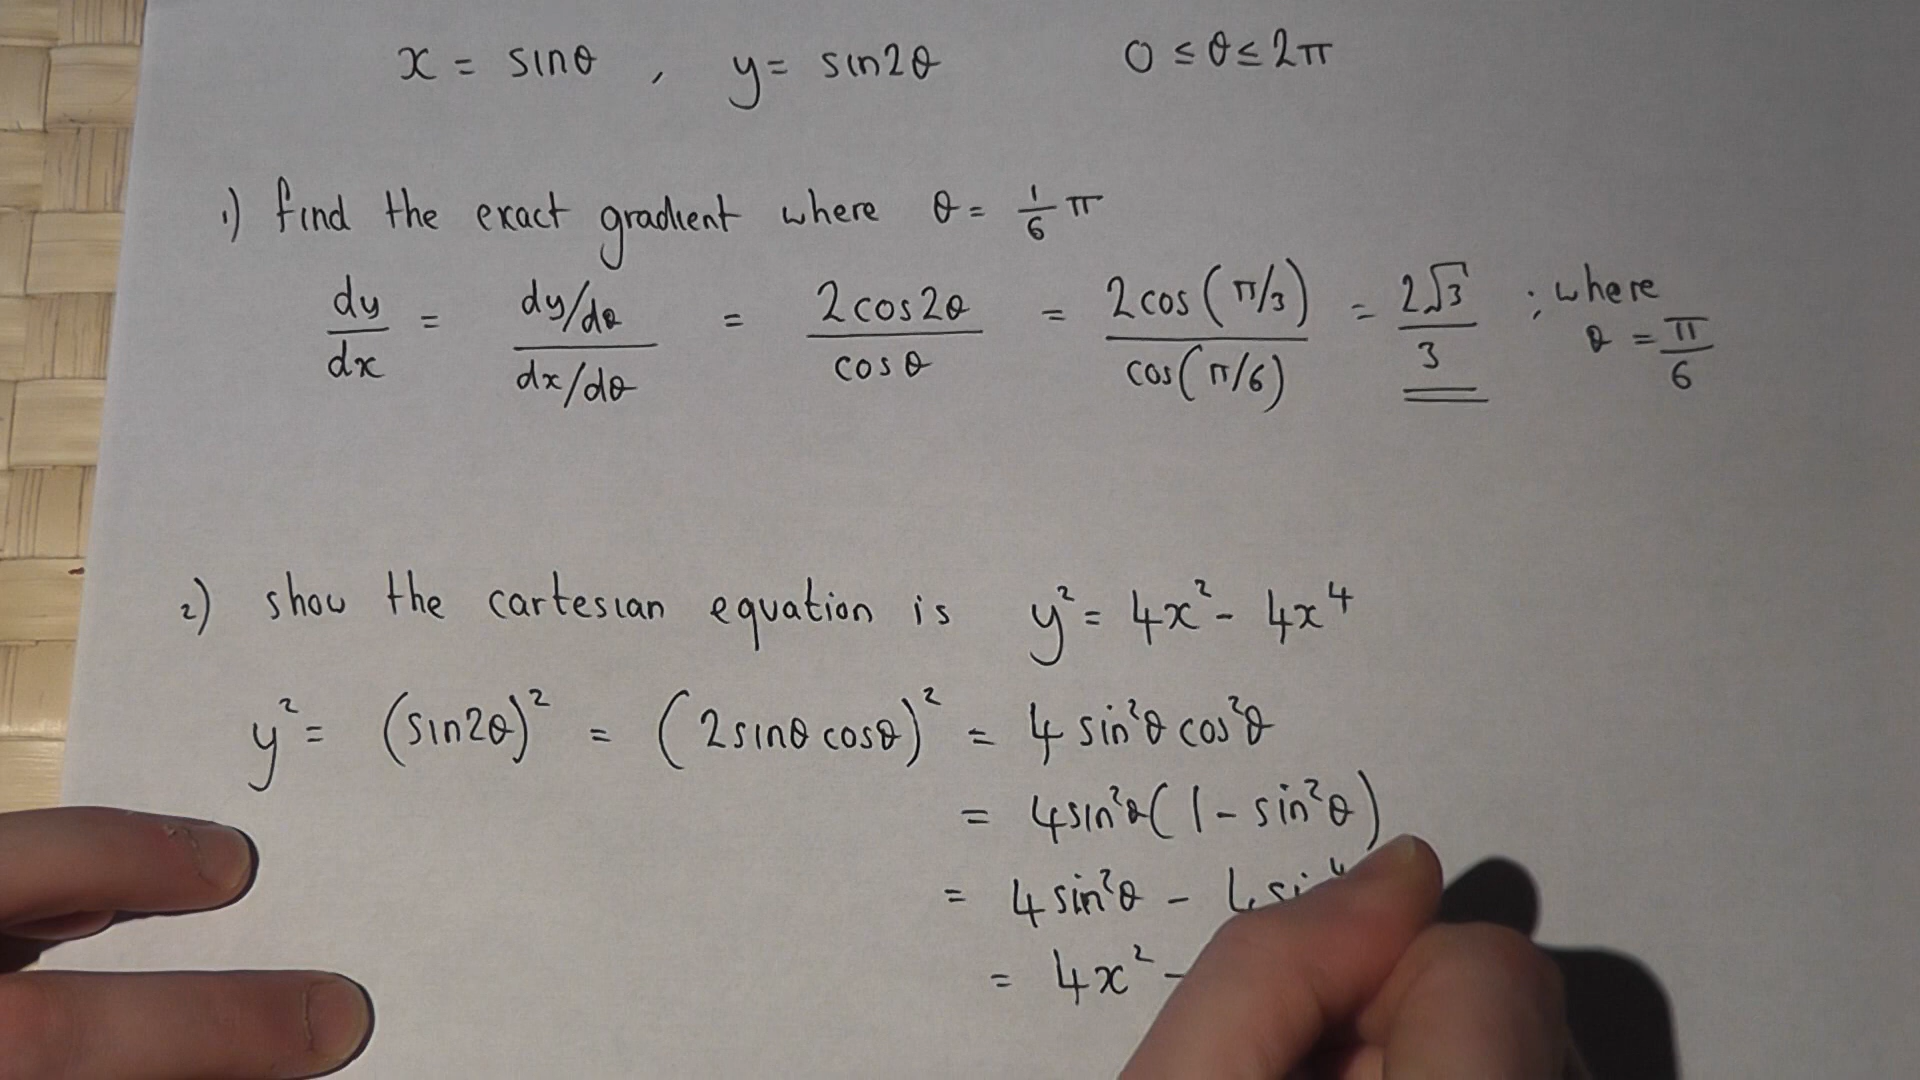 x = sinθ , y = sin2θ 0 ≤ θ ≤ 2π
1) find the exact gradient where θ = 1/6 π
dy/dx = (dy/dθ)/(dx/dθ) = 2cos2θ/cosθ = 2cos(π/3)/cos(π/6) = 2√3/3 ; where θ = π/6
2) show the cartesian equation is y² = 4x² - 4x⁴
y² = (sin2θ)² = (2sinθ cosθ)² = 4 sin²θ cos²θ
= 4sin²θ(1 - sin²θ)
= 4 sin²θ -
= 4x² -